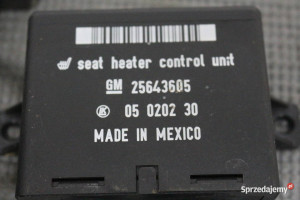 seat heater control unit
GM 25643605
05 0202 30
MADE IN MEXICO
Sprzedajemy